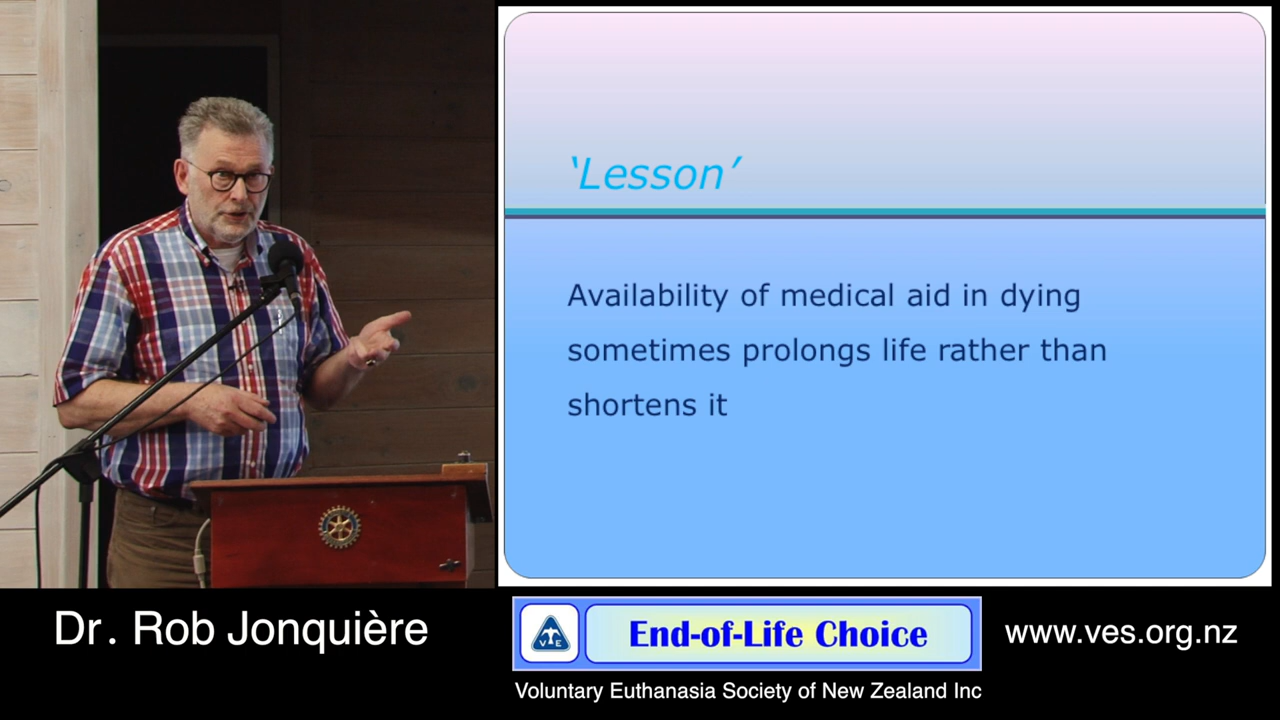 ‘Lesson’
Availability of medical aid in dying
sometimes prolongs life rather than
shortens it
Dr. Rob Jonquière
VE
End-of-Life Choice
www.ves.org.nz
Voluntary Euthanasia Society of New Zealand Inc